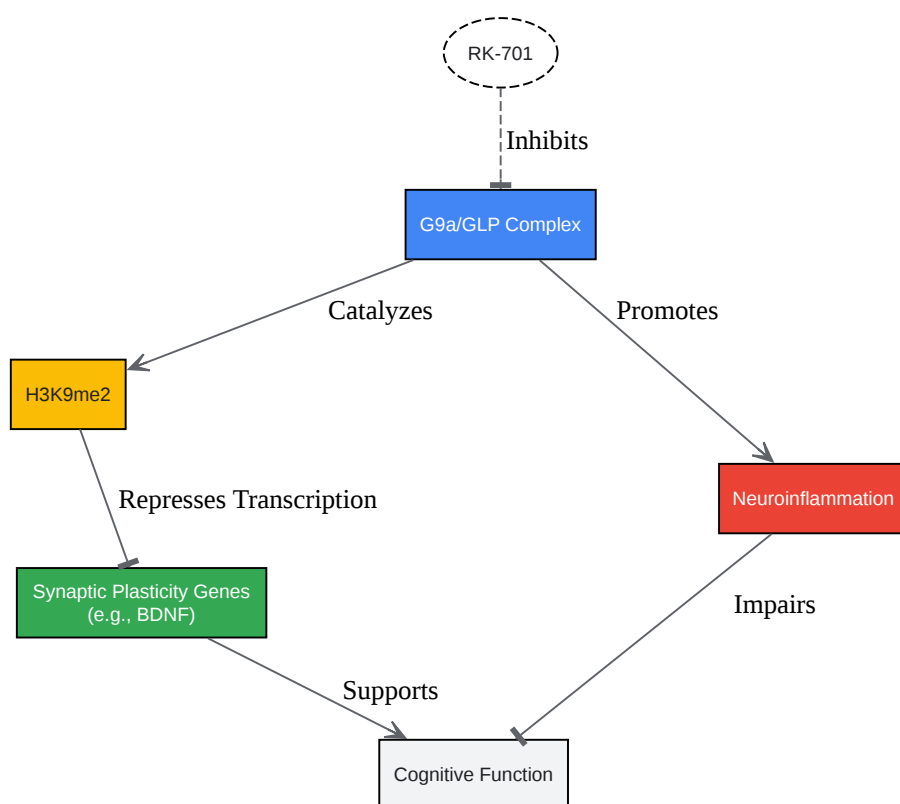 RK-701
Inhibits
G9a/GLP Complex
Catalyzes
Promotes
H3K9me2
Represses Transcription
Neuroinflammation
Synaptic Plasticity Genes
(e.g., BDNF)
Impairs
Supports
Cognitive Function